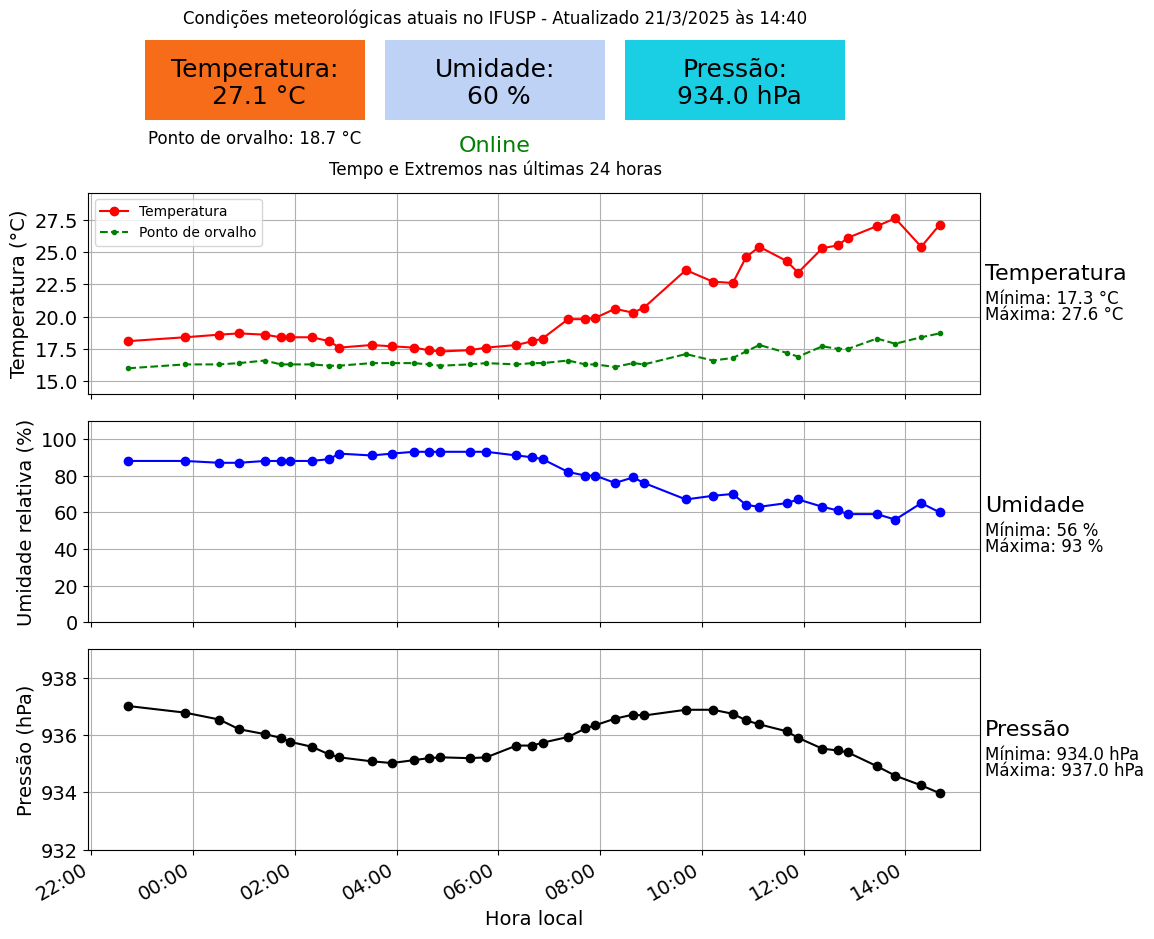 Condições meteorológicas atuais no IFUSP - Atualizado 21/3/2025 às 14:40
Temperatura:
27.1 °C
Umidade:
60 %
Pressão:
934.0 hPa
Ponto de orvalho: 18.7 °C
Online
Tempo e Extremos nas últimas 24 horas
Temperatura
Ponto de orvalho
Temperatura (°C)
27.5
25.0
22.5
20.0
17.5
15.0
Temperatura
Mínima: 17.3 °C
Máxima: 27.6 °C
Umidade relativa (%)
100
80
60
40
20
0
Umidade
Mínima: 56 %
Máxima: 93 %
Pressão (hPa)
938
936
934
932
Pressão
Mínima: 934.0 hPa
Máxima: 937.0 hPa
22:00
00:00
02:00
04:00
06:00
08:00
10:00
12:00
14:00
Hora local